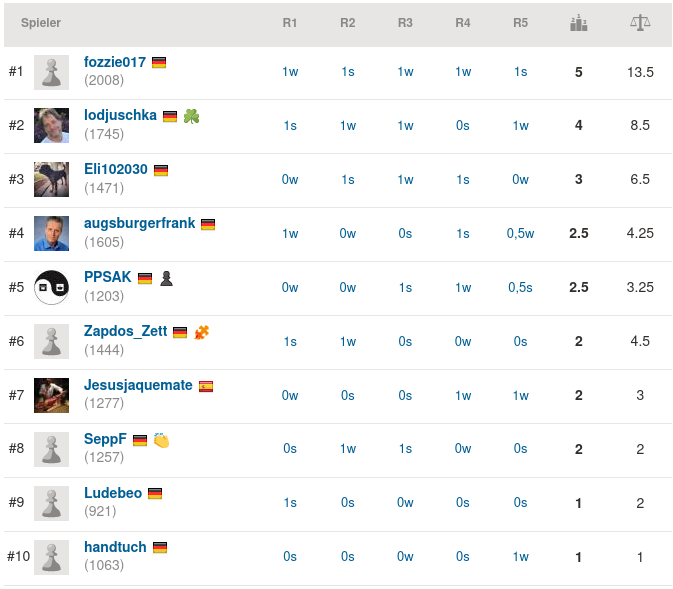 Spieler R1 R2 R3 R4 R5
#1 fozzie017 1w 1s 1w 1w 1s 5 13.5
(2008)
#2 lodjuschka 1s 1w 1w 0s 1w 4 8.5
(1745)
#3 Eli102030 0w 1s 1w 1s 0w 3 6.5
(1471)
#4 augsburgerfrank 1w 0w 0s 1s 0,5w 2.5 4.25
(1605)
#5 PPSAK 0w 0w 1s 1w 0,5s 2.5 3.25
(1203)
#6 Zapdos_Zett 1s 1w 0s 0w 0s 2 4.5
(1444)
#7 Jesusjaquemate 0w 0s 0s 1w 1w 2 3
(1277)
#8 SeppF 0s 1w 1s 0w 0s 2 2
(1257)
#9 Ludebeo 1s 0s 0w 0s 0s 1 2
(921)
#10 handtuch 0s 0s 0w 0s 1w 1 1
(1063)